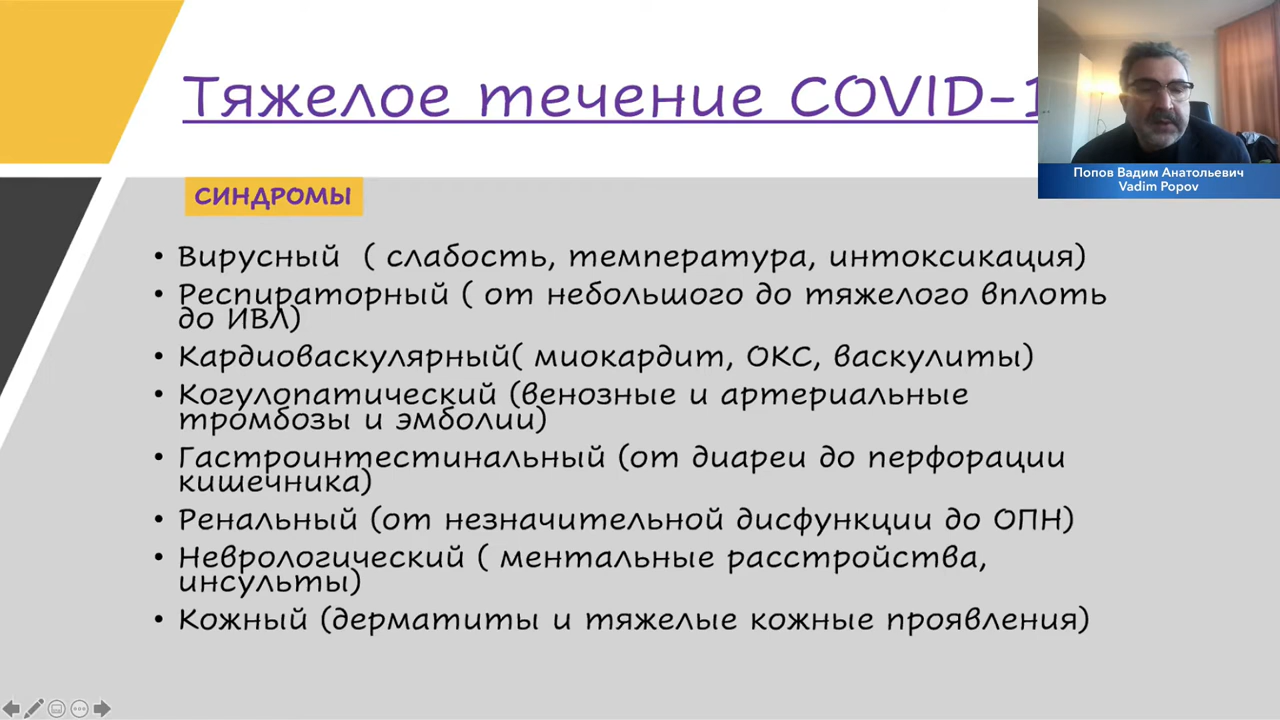 Тяжелое течение COVID-1
Попов Вадим Анатольевич
Vadim Popov
СИНДРОМЫ
• Вирусный ( слабость, температура, интоксикация)
• Респираторный ( от небольшого до тяжелого вплоть
до ИВЛ)
• Кардиоваскулярный( миокардит, ОКС, васкулиты)
• Когулопатический (венозные и артериальные
тромбозы и эмболии)
• Гастроинтестинальный (от диареи до перфорации
кишечника)
• Ренальный (от незначительной дисфункции до ОПН)
• Неврологический ( ментальные расстройства,
инсульты)
• Кожный (дерматиты и тяжелые кожные проявления)